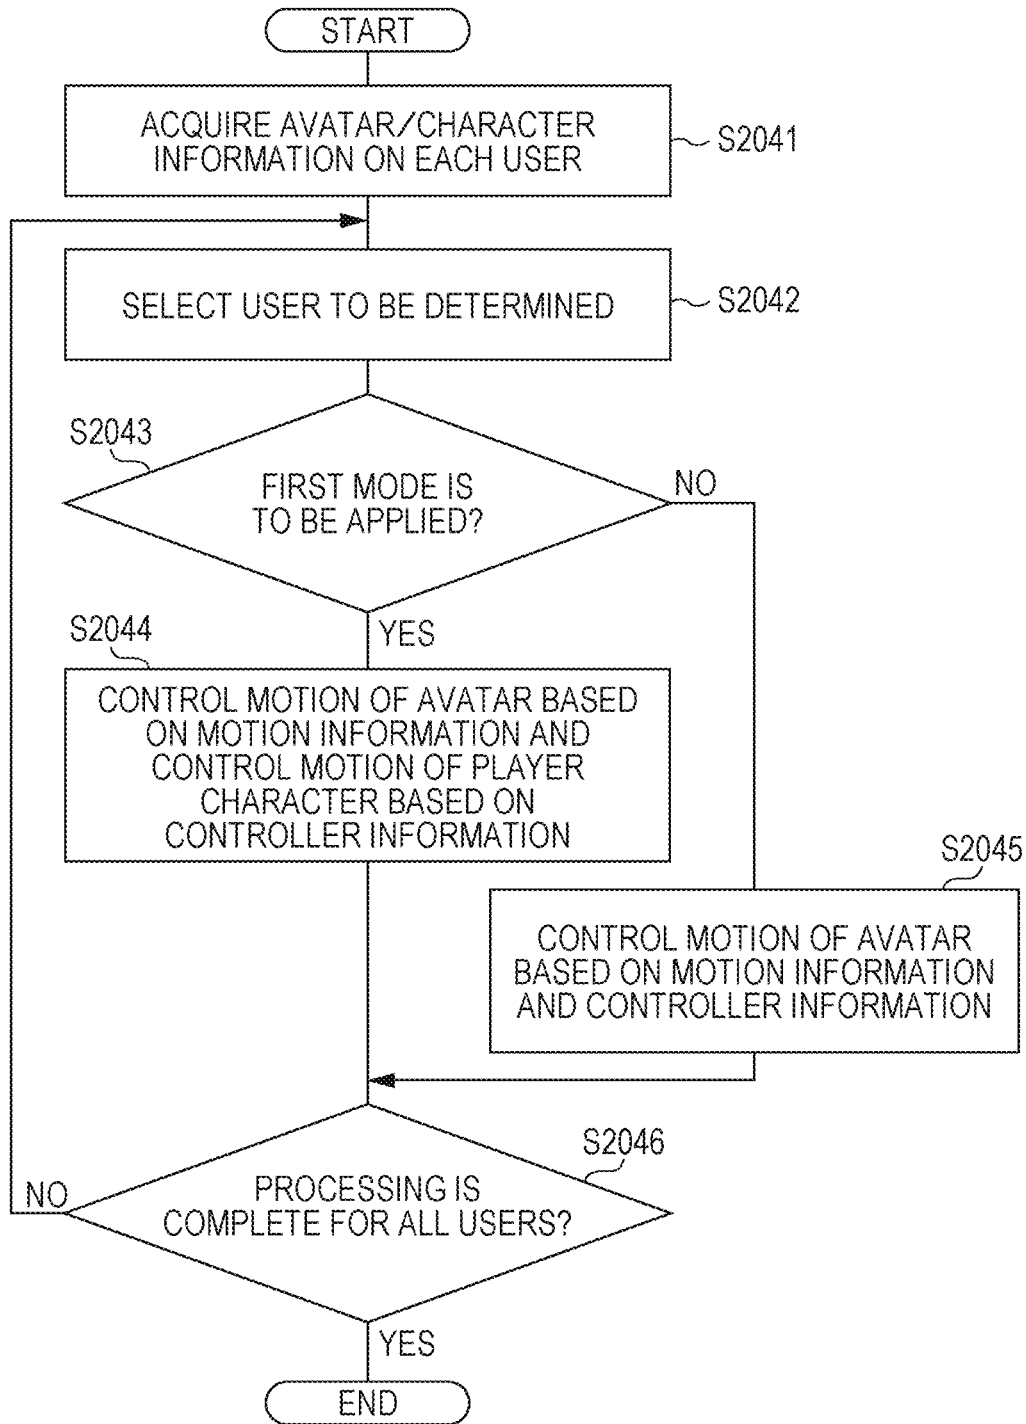 START
ACQUIRE AVATAR/CHARACTER
INFORMATION ON EACH USER
S2041
SELECT USER TO BE DETERMINED
S2042
S2043
FIRST MODE IS
TO BE APPLIED?
NO
YES
S2044
CONTROL MOTION OF AVATAR BASED
ON MOTION INFORMATION AND
CONTROL MOTION OF PLAYER
CHARACTER BASED ON
CONTROLLER INFORMATION
S2045
CONTROL MOTION OF AVATAR
BASED ON MOTION INFORMATION
AND CONTROLLER INFORMATION
S2046
PROCESSING IS
COMPLETE FOR ALL USERS?
NO
YES
END